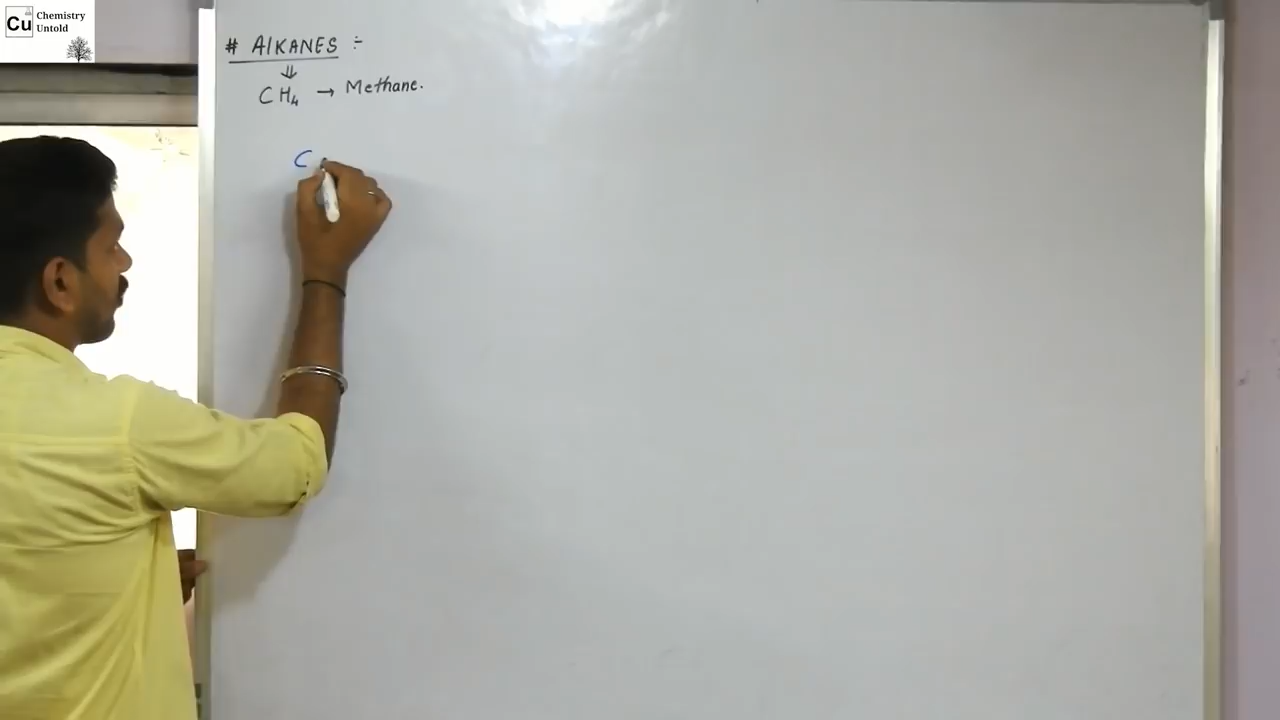 Cu Chemistry
Untold
# AlKANES :-
⇓
CH₄ → Methane.
C